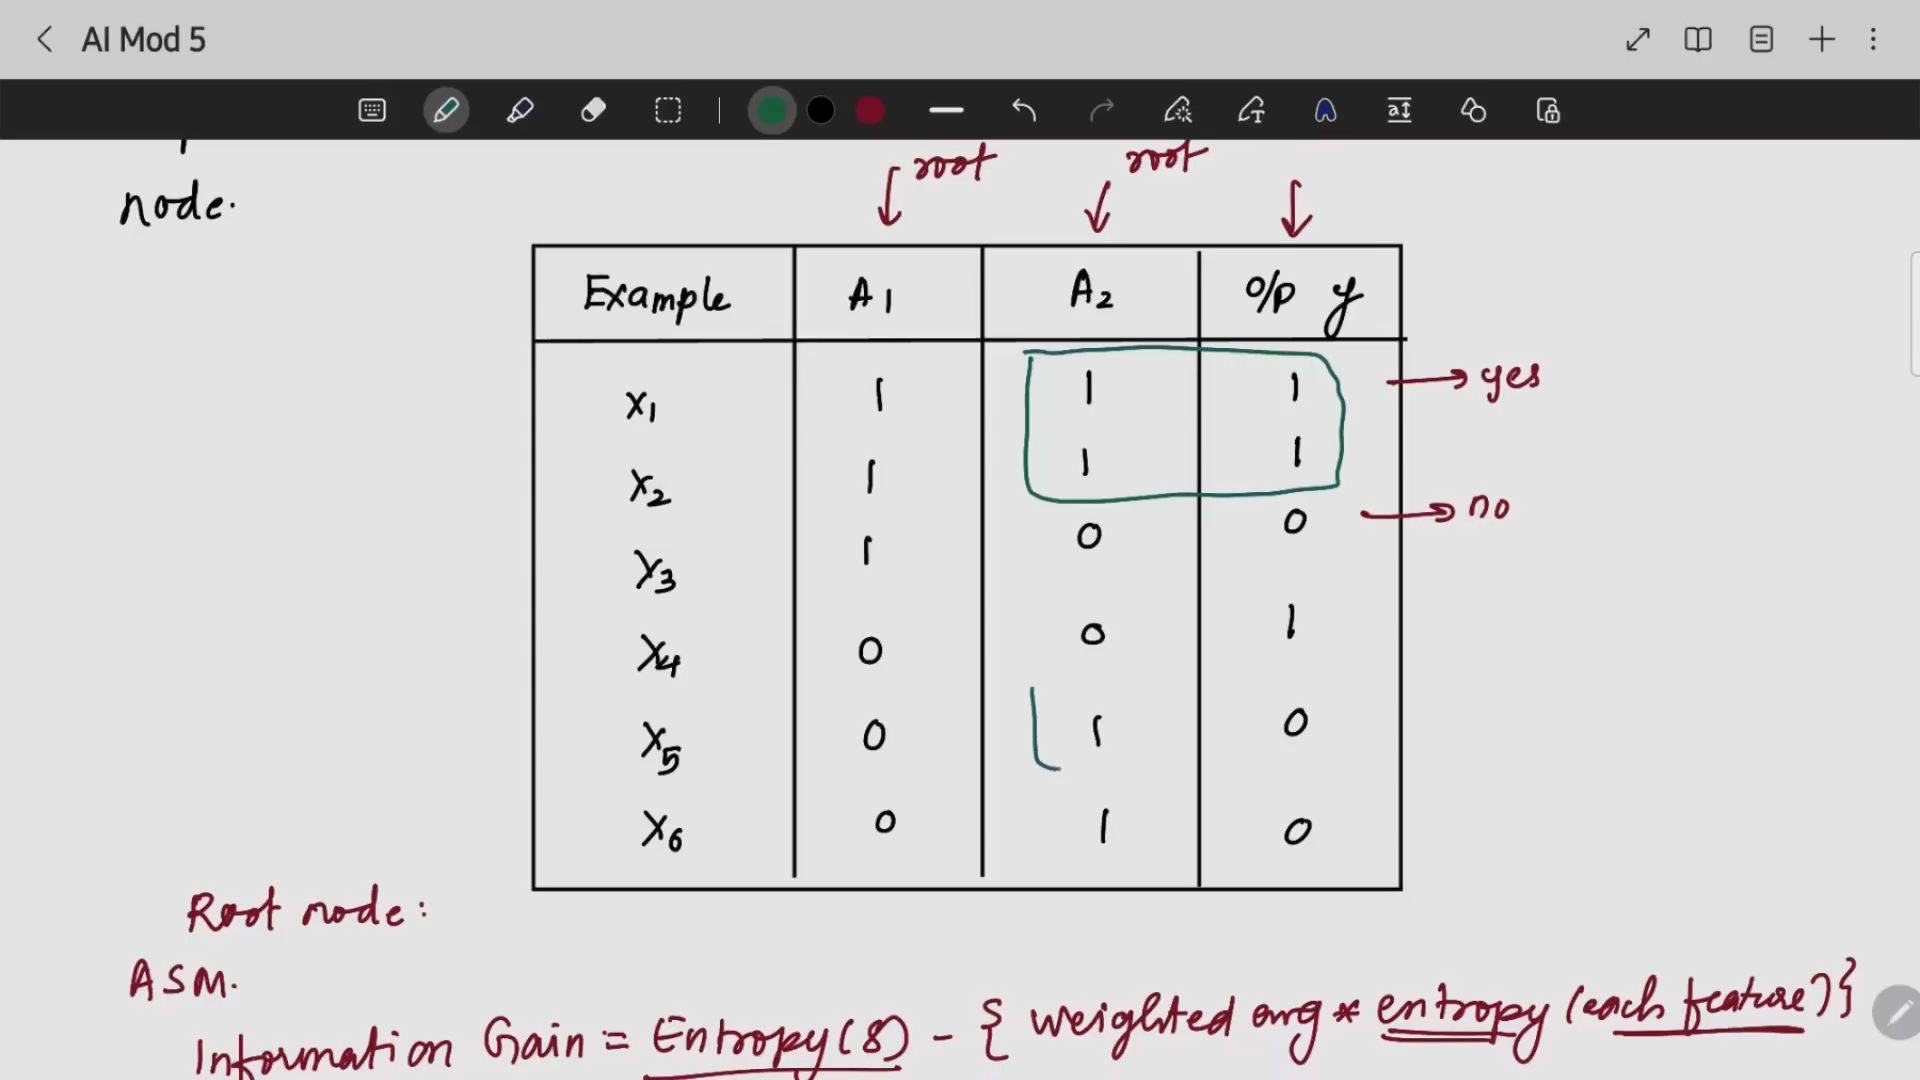 AI Mod 5
root root
node.
Example A1 A2 O/P y
x1 1 1 1 → yes
x2 1 1 1
x3 1 0 0 → no
x4 0 0 1
x5 0 1 0
x6 0 1 0
Root node:
ASM.
Information Gain = Entropy(S) - { weighted avg * entropy (each feature)}